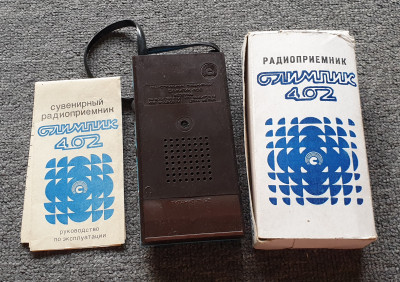 сувенирный
радиоприемник
ОЛИМПИК
402
руководство
по эксплуатации
РАДИОПРИЕМНИК
ОЛИМПИК
402